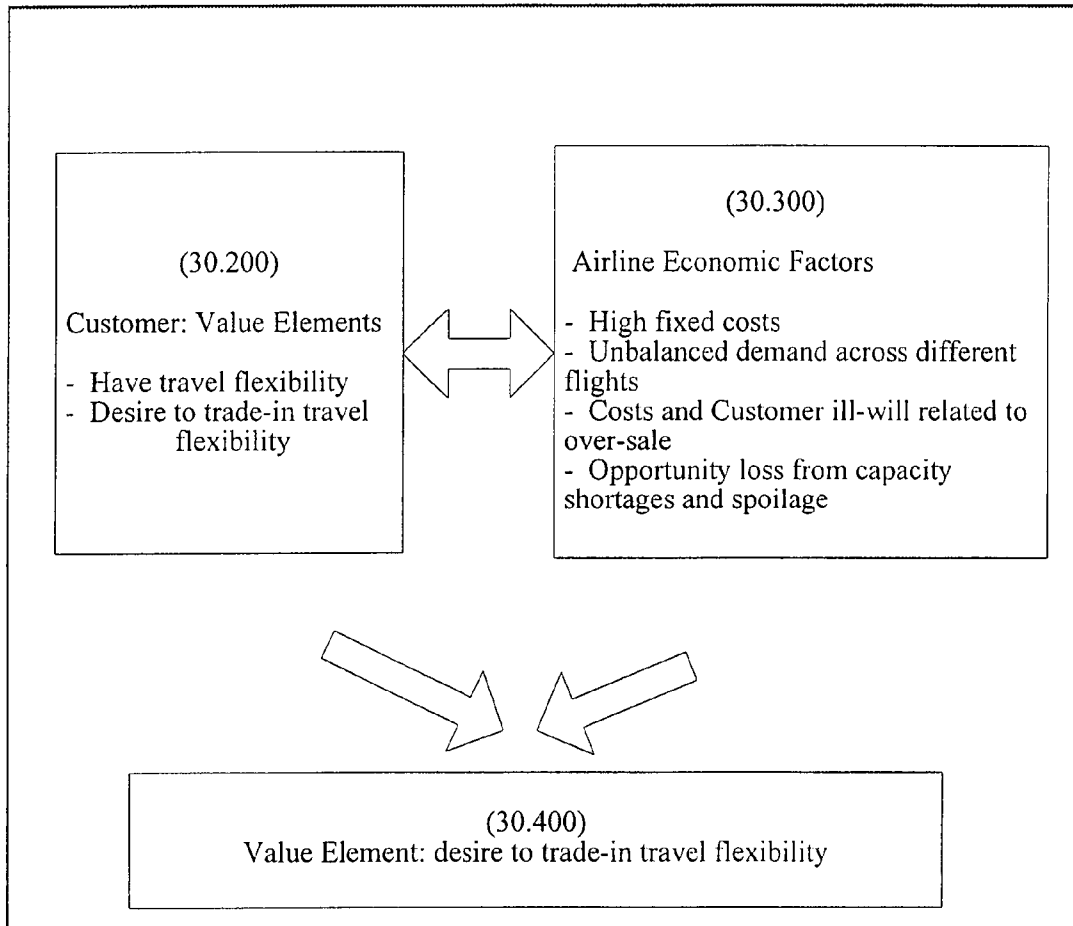 (30.200)
Customer: Value Elements
- Have travel flexibility
- Desire to trade-in travel
flexibility
(30.300)
Airline Economic Factors
- High fixed costs
- Unbalanced demand across different
flights
- Costs and Customer ill-will related to
over-sale
- Opportunity loss from capacity
shortages and spoilage
(30.400)
Value Element: desire to trade-in travel flexibility